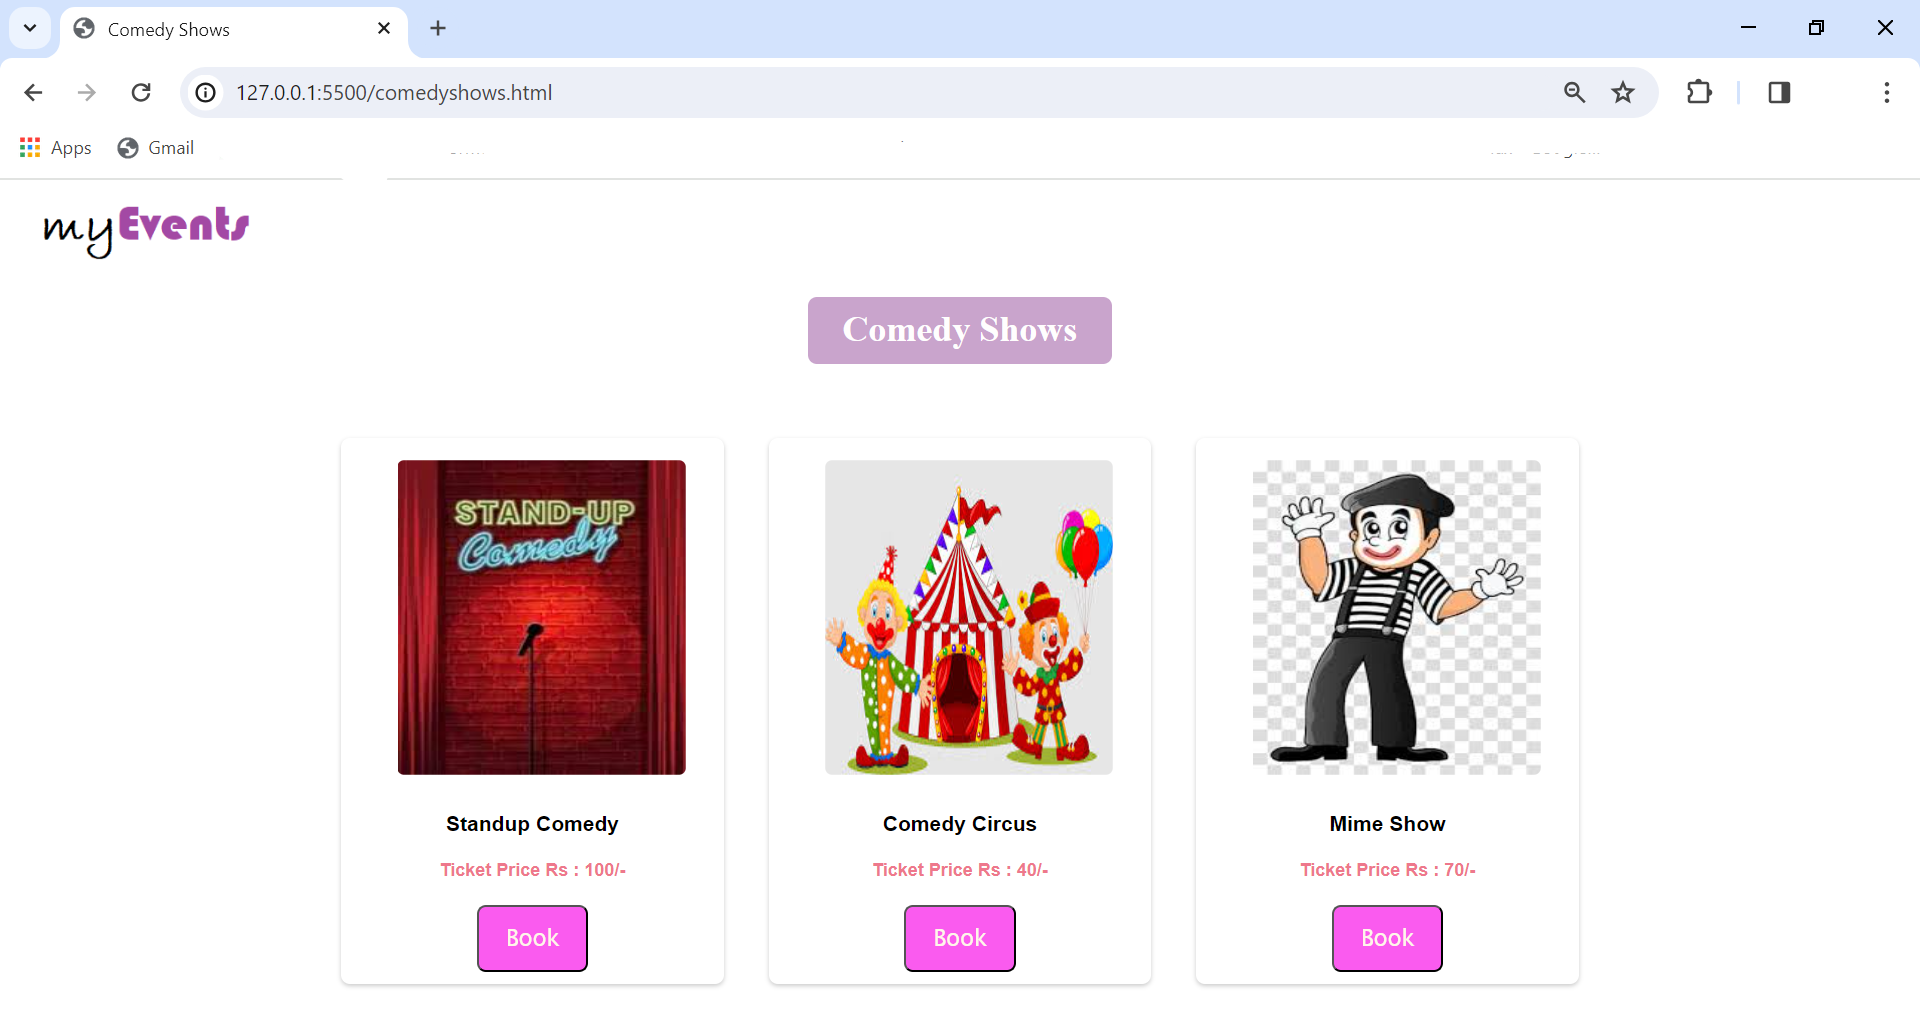 Comedy Shows
127.0.0.1:5500/comedyshows.html
Apps Gmail
myEvents
Comedy Shows
STAND-UP
Comedy
Standup Comedy
Ticket Price Rs : 100/-
Book
Comedy Circus
Ticket Price Rs : 40/-
Book
Mime Show
Ticket Price Rs : 70/-
Book